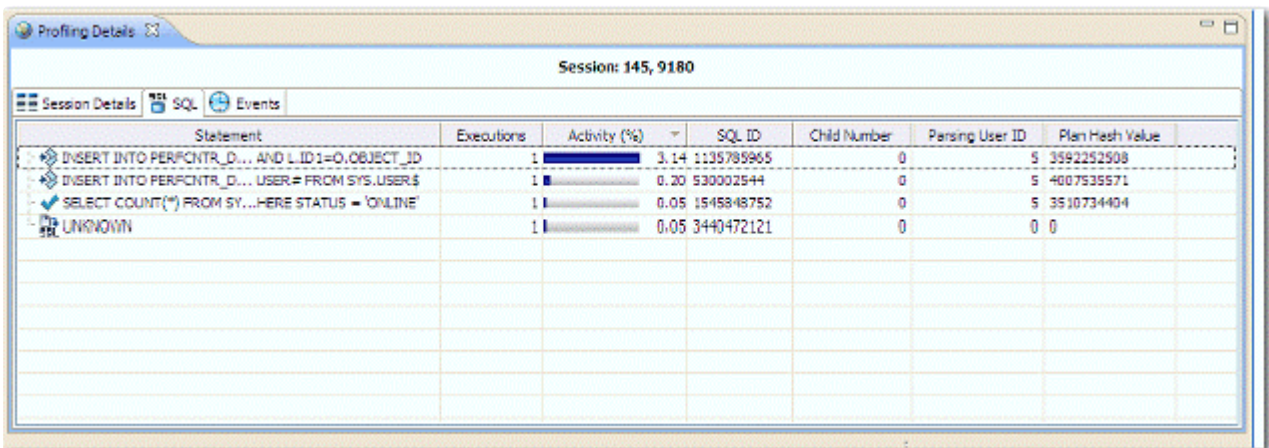 Profiling Details
Session: 145, 9180
Session Details SQL Events
Statement Executions Activity (%) SQL ID Child Number Parsing User ID Plan Hash Value
INSERT INTO PERFCNTR_D... AND L.ID1=O.OBJECT_ID 1 3.14 1135785965 0 5 3592252508
INSERT INTO PERFCNTR_D... USER# FROM SYS.USER$ 1 0.20 530002544 0 5 4007535571
SELECT COUNT(*) FROM SY...HERE STATUS = 'ONLINE' 1 0.05 1545848752 0 5 3510734404
UNKNOWN 1 0.05 3440472121 0 0 0